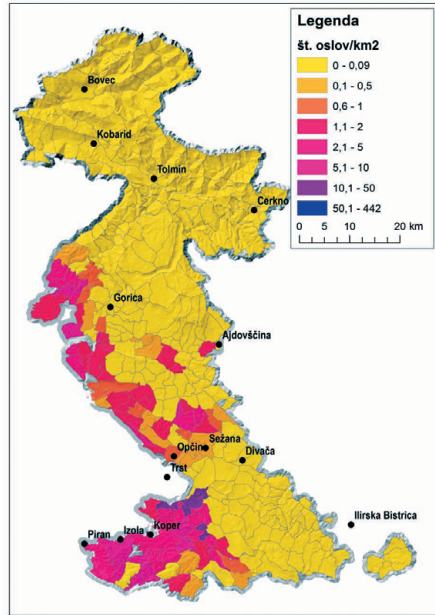 Legenda
št. oslov/km2
0 - 0,09
0,1 - 0,5
0,6 - 1
1,1 - 2
2,1 - 5
5,1 - 10
10,1 - 50
50,1 - 442
0 5 10 20 km
Bovec
Kobarid
Tolmin
Cerkno
Gorica
Ajdovščina
Sežana
Opčin
Divača
Trst
Ilirska Bistrica
Koper
Izola
Piran